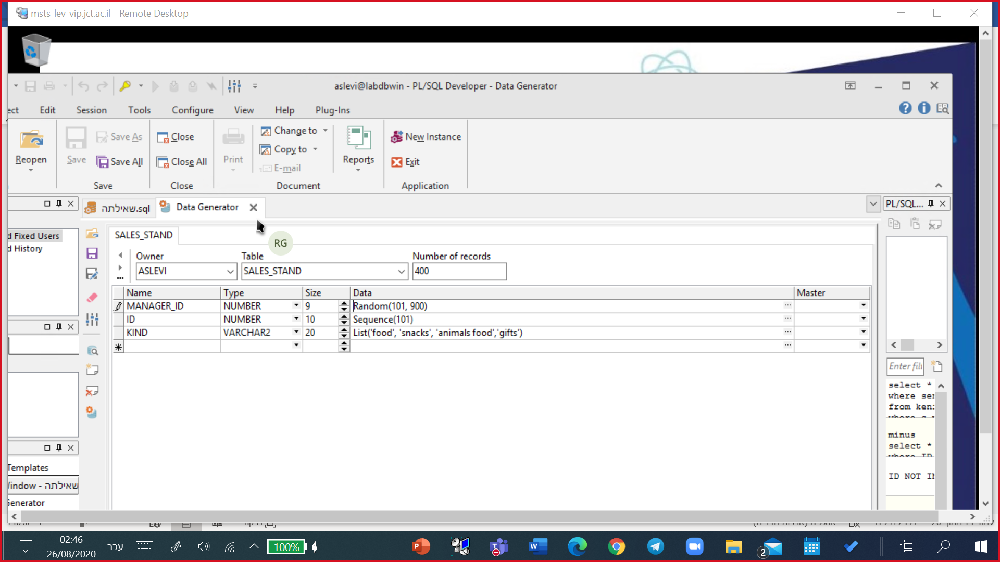 msts-lev-vip.jct.ac.il - Remote Desktop
aslevi@labdbwin - PL/SQL Developer - Data Generator
ect Edit Session Tools Configure View Help Plug-Ins
Reopen
Save
Save As
Save All
Save
Close
Close All
Close
Print
Change to
Copy to
E-mail
Document
Reports
New Instance
Exit
Application
שאילתה.sql
Data Generator
PL/SQL...
d Fixed Users
d History
SALES_STAND
RG
Owner Table Number of records
ASLEVI SALES_STAND 400
Name Type Size Data Master
MANAGER_ID NUMBER 9 Random(101, 900)
ID NUMBER 10 Sequence(101)
KIND VARCHAR2 20 List('food', 'snacks', 'animals food','gifts')
Enter fil
select *
where ser
from ken:
minus
select *
where ID
ID NOT IN
Templates
Window - שאילתה
Generator
02:46
26/08/2020
עבר
100%
2